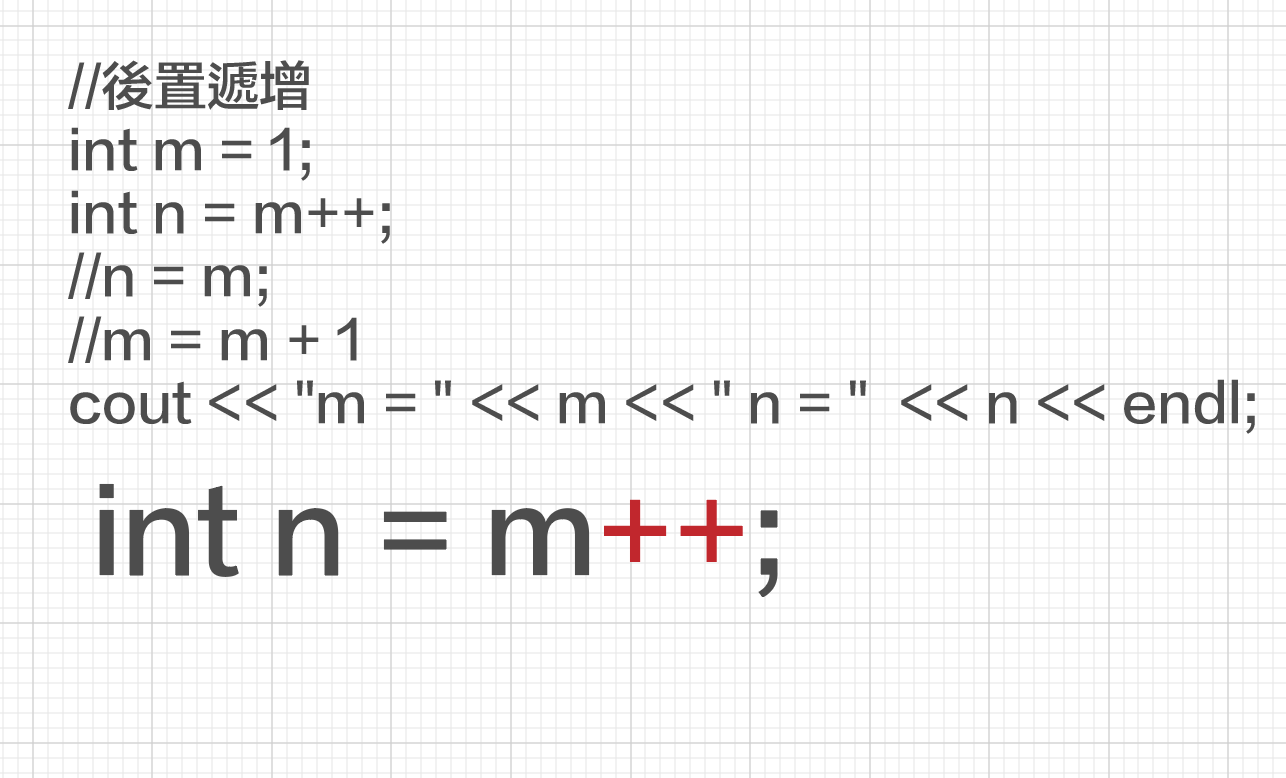 //後置遞增
int m = 1;
int n = m++;
//n = m;
//m = m + 1
cout << "m = " << m << " n = "  << n << endl;
int n = m++;